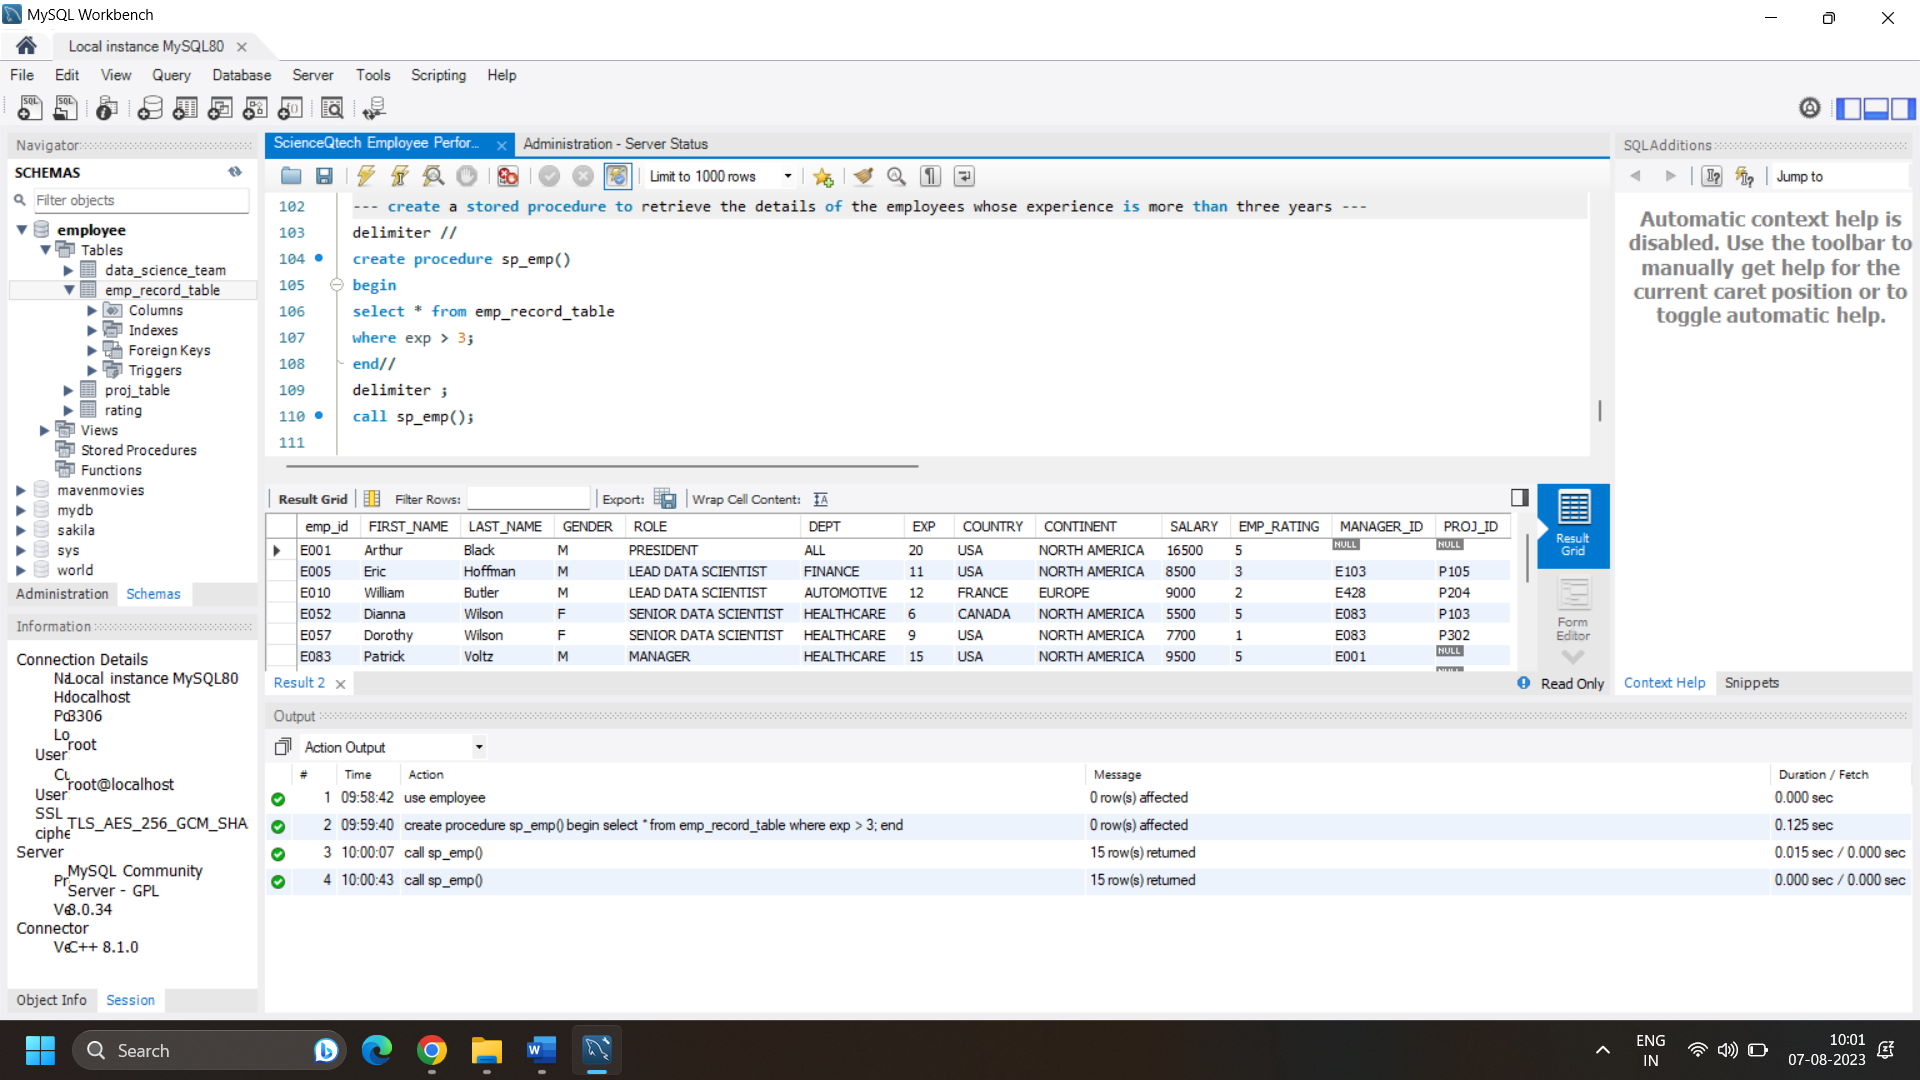 MySQL Workbench
Local instance MySQL80
File Edit View Query Database Server Tools Scripting Help
Navigator
SCHEMAS
Filter objects
employee
Tables
data_science_team
emp_record_table
Columns
Indexes
Foreign Keys
Triggers
proj_table
rating
Views
Stored Procedures
Functions
mavenmovies
mydb
sakila
sys
world
Administration Schemas
Information
Connection Details
Local instance MySQL80
localhost
3306
root
User
root@localhost
User
SSL
TLS_AES_256_GCM_SHA
Server
MySQL Community
Server - GPL
8.0.34
Connector
C++ 8.1.0
Object Info Session
ScienceQtech Employee Perfor... Administration - Server Status
Limit to 1000 rows
102 --- create a stored procedure to retrieve the details of the employees whose experience is more than three years ---
103 delimiter //
104 create procedure sp_emp()
105 begin
106 select * from emp_record_table
107 where exp > 3;
108 end//
109 delimiter ;
110 call sp_emp();
111
Result Grid Filter Rows: Export: Wrap Cell Content:
emp_id FIRST_NAME LAST_NAME GENDER ROLE DEPT EXP COUNTRY CONTINENT SALARY EMP_RATING MANAGER_ID PROJ_ID
E001 Arthur Black M PRESIDENT ALL 20 USA NORTH AMERICA 16500 5 NULL NULL
E005 Eric Hoffman M LEAD DATA SCIENTIST FINANCE 11 USA NORTH AMERICA 8500 3 E103 P105
E010 William Butler M LEAD DATA SCIENTIST AUTOMOTIVE 12 FRANCE EUROPE 9000 2 E428 P204
E052 Dianna Wilson F SENIOR DATA SCIENTIST HEALTHCARE 6 CANADA NORTH AMERICA 5500 5 E083 P103
E057 Dorothy Wilson F SENIOR DATA SCIENTIST HEALTHCARE 9 USA NORTH AMERICA 7700 1 E083 P302
E083 Patrick Voltz M MANAGER HEALTHCARE 15 USA NORTH AMERICA 9500 5 E001 NULL
Result Grid
Form Editor
Result 2
Read Only
SQLAdditions
Jump to
Automatic context help is
disabled. Use the toolbar to
manually get help for the
current caret position or to
toggle automatic help.
Context Help Snippets
Output
Action Output
# Time Action Message Duration / Fetch
1 09:58:42 use employee 0 row(s) affected 0.000 sec
2 09:59:40 create procedure sp_emp() begin select * from emp_record_table where exp > 3; end 0 row(s) affected 0.125 sec
3 10:00:07 call sp_emp() 15 row(s) returned 0.015 sec / 0.000 sec
4 10:00:43 call sp_emp() 15 row(s) returned 0.000 sec / 0.000 sec
Search
ENG
IN
10:01
07-08-2023